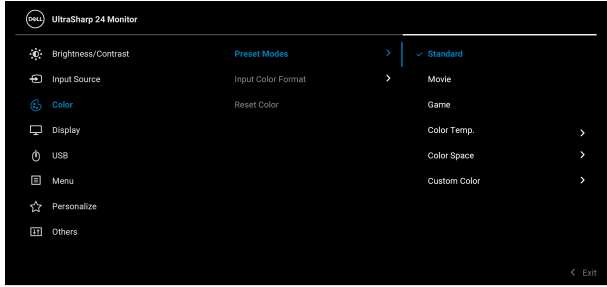 DELL UltraSharp 24 Monitor
Brightness/Contrast Preset Modes Standard
Input Source Input Color Format Movie
Color Reset Color Game
Display Color Temp.
USB Color Space
Menu Custom Color
Personalize
Others
Exit